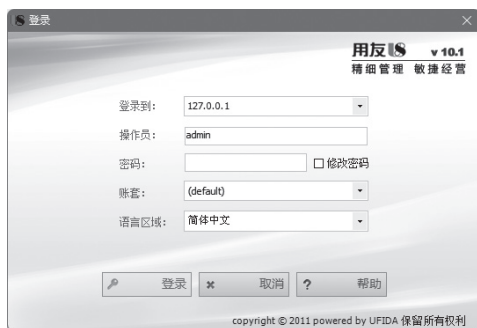 U8 登录
用友U8 v 10.1
精细管理 敏捷经营
登录到: 127.0.0.1
操作员: admin
密码: 修改密码
账套: (default)
语言区域: 简体中文
登录 取消 ? 帮助
copyright © 2011 powered by UFIDA 保留所有权利